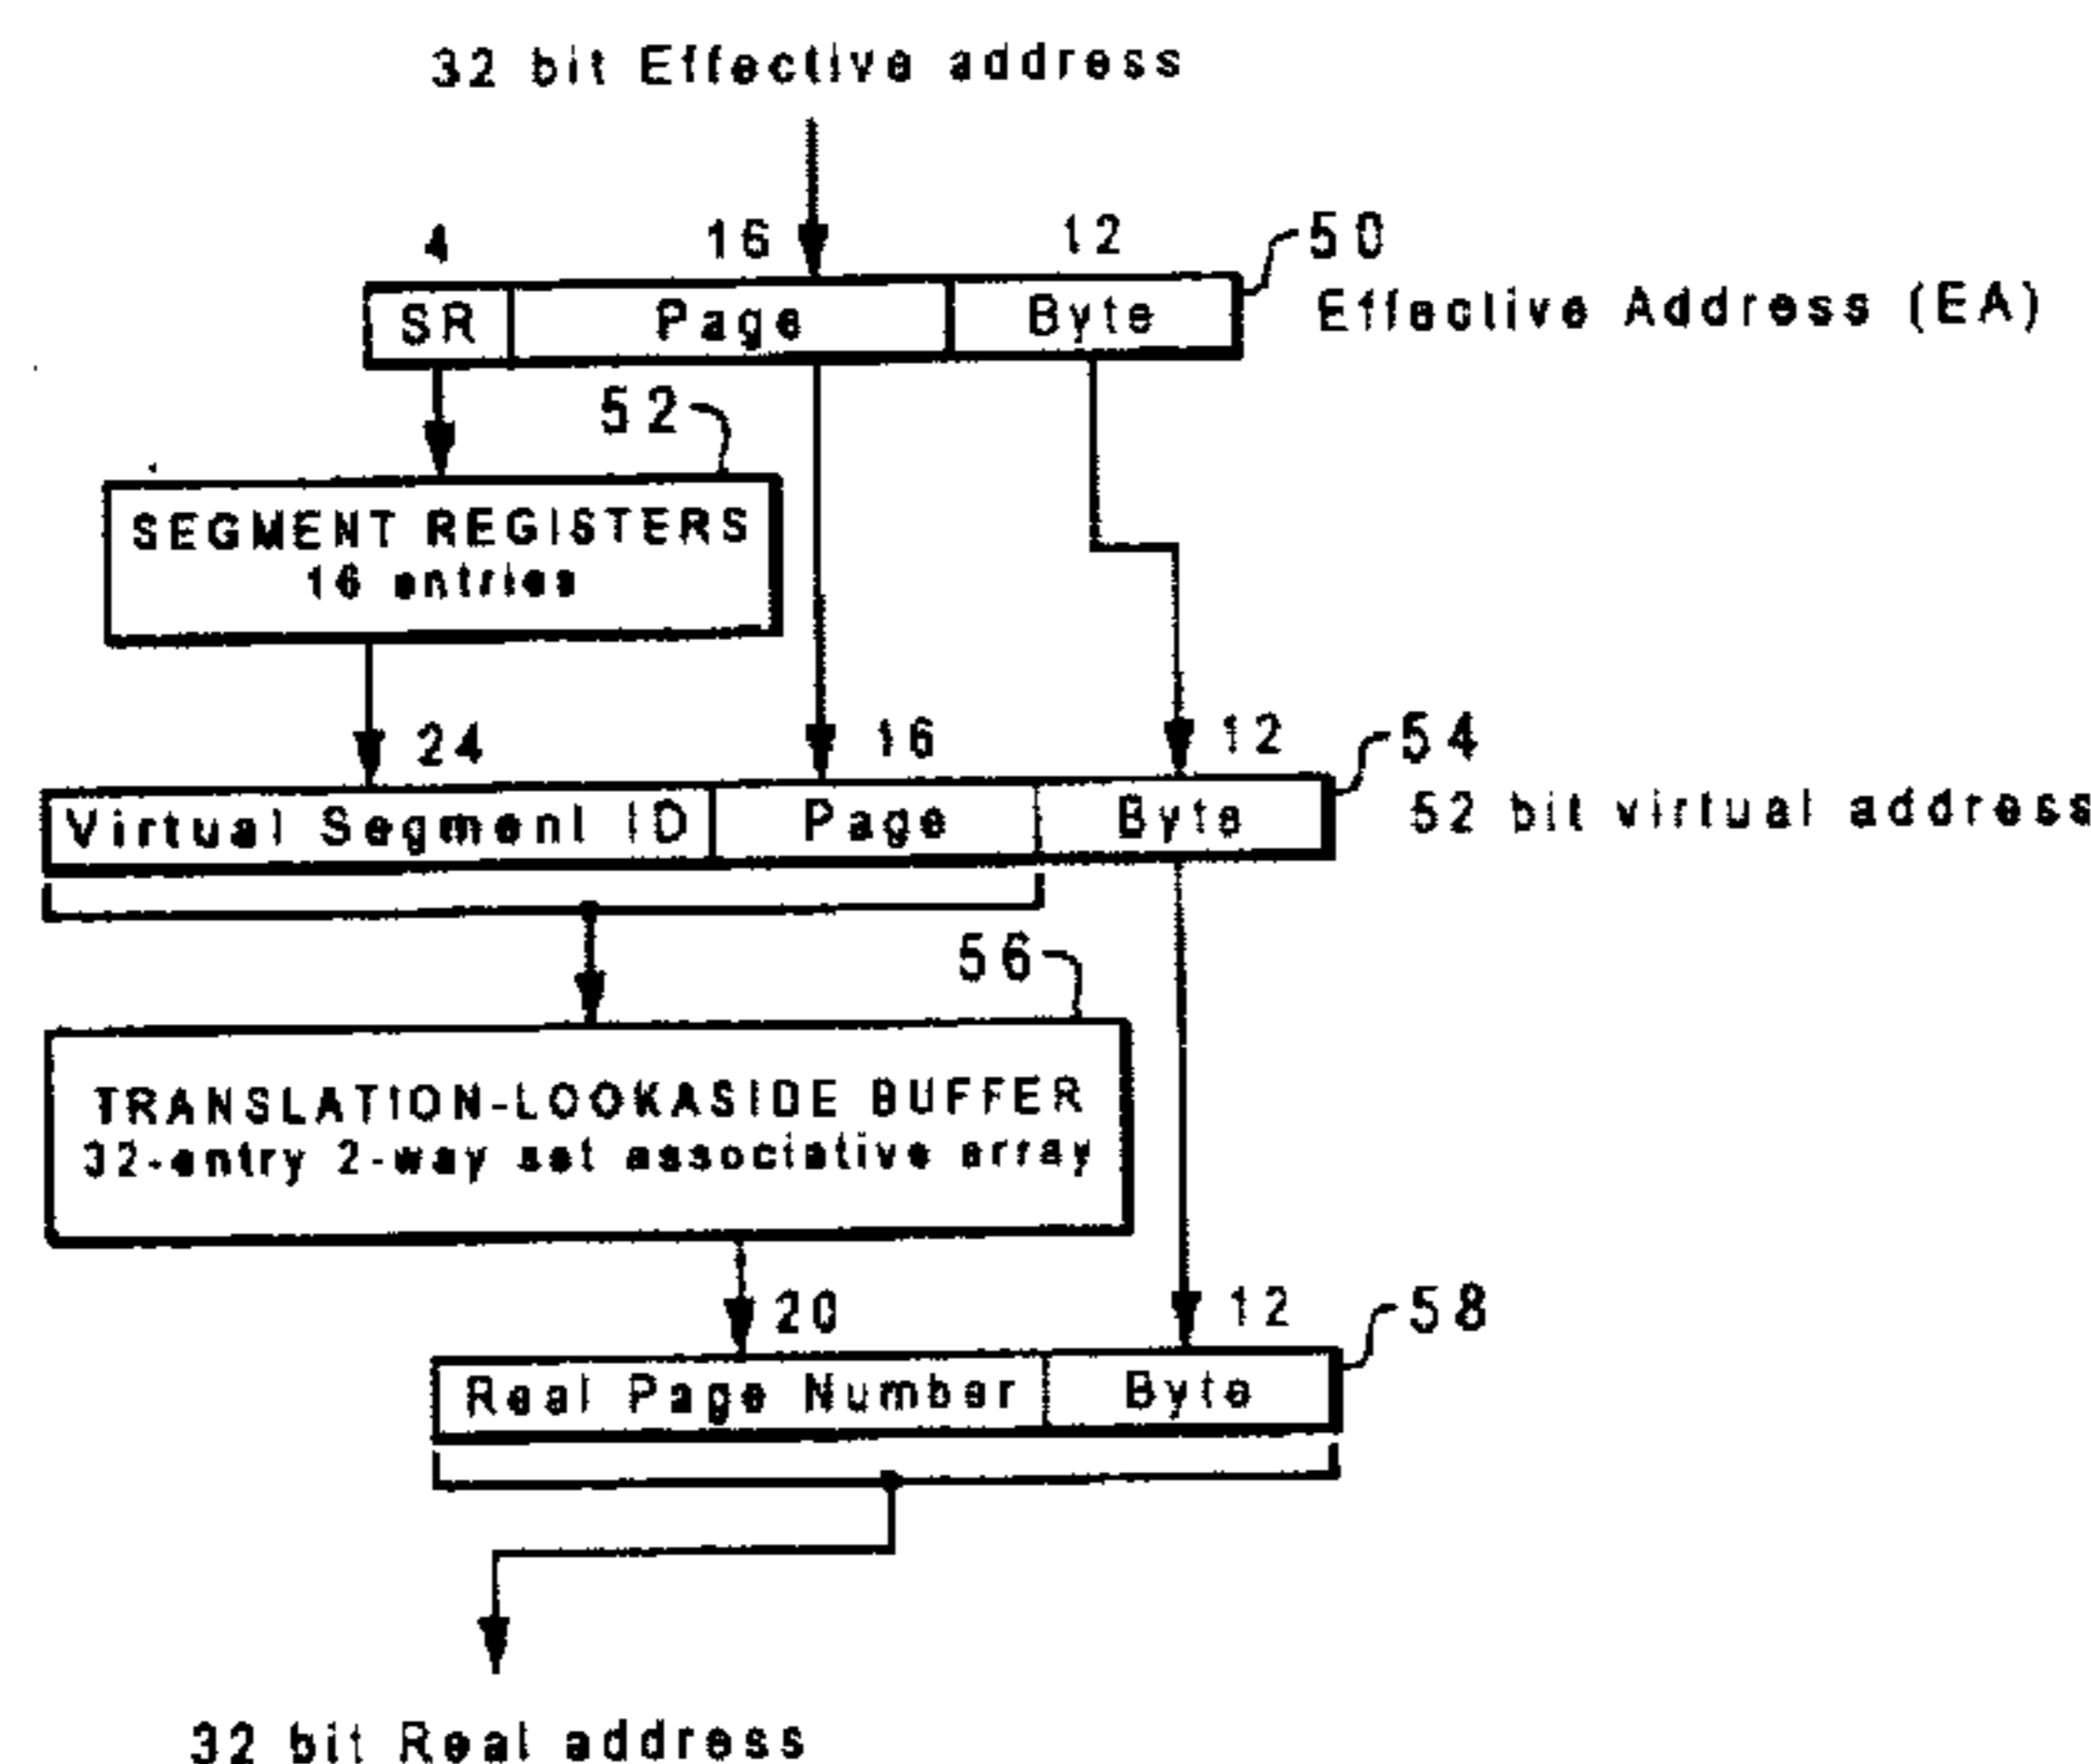 32 bit Effective address
4 16 12 50
SR Page Byte Effective Address (EA)
52
SEGMENT REGISTERS
16 entries
24 16 12 54
Virtual Segment ID Page Byte 52 bit virtual address
56
TRANSLATION-LOOKASIDE BUFFER
32-entry 2-way set associative array
20 12 58
Real Page Number Byte
32 bit Real address